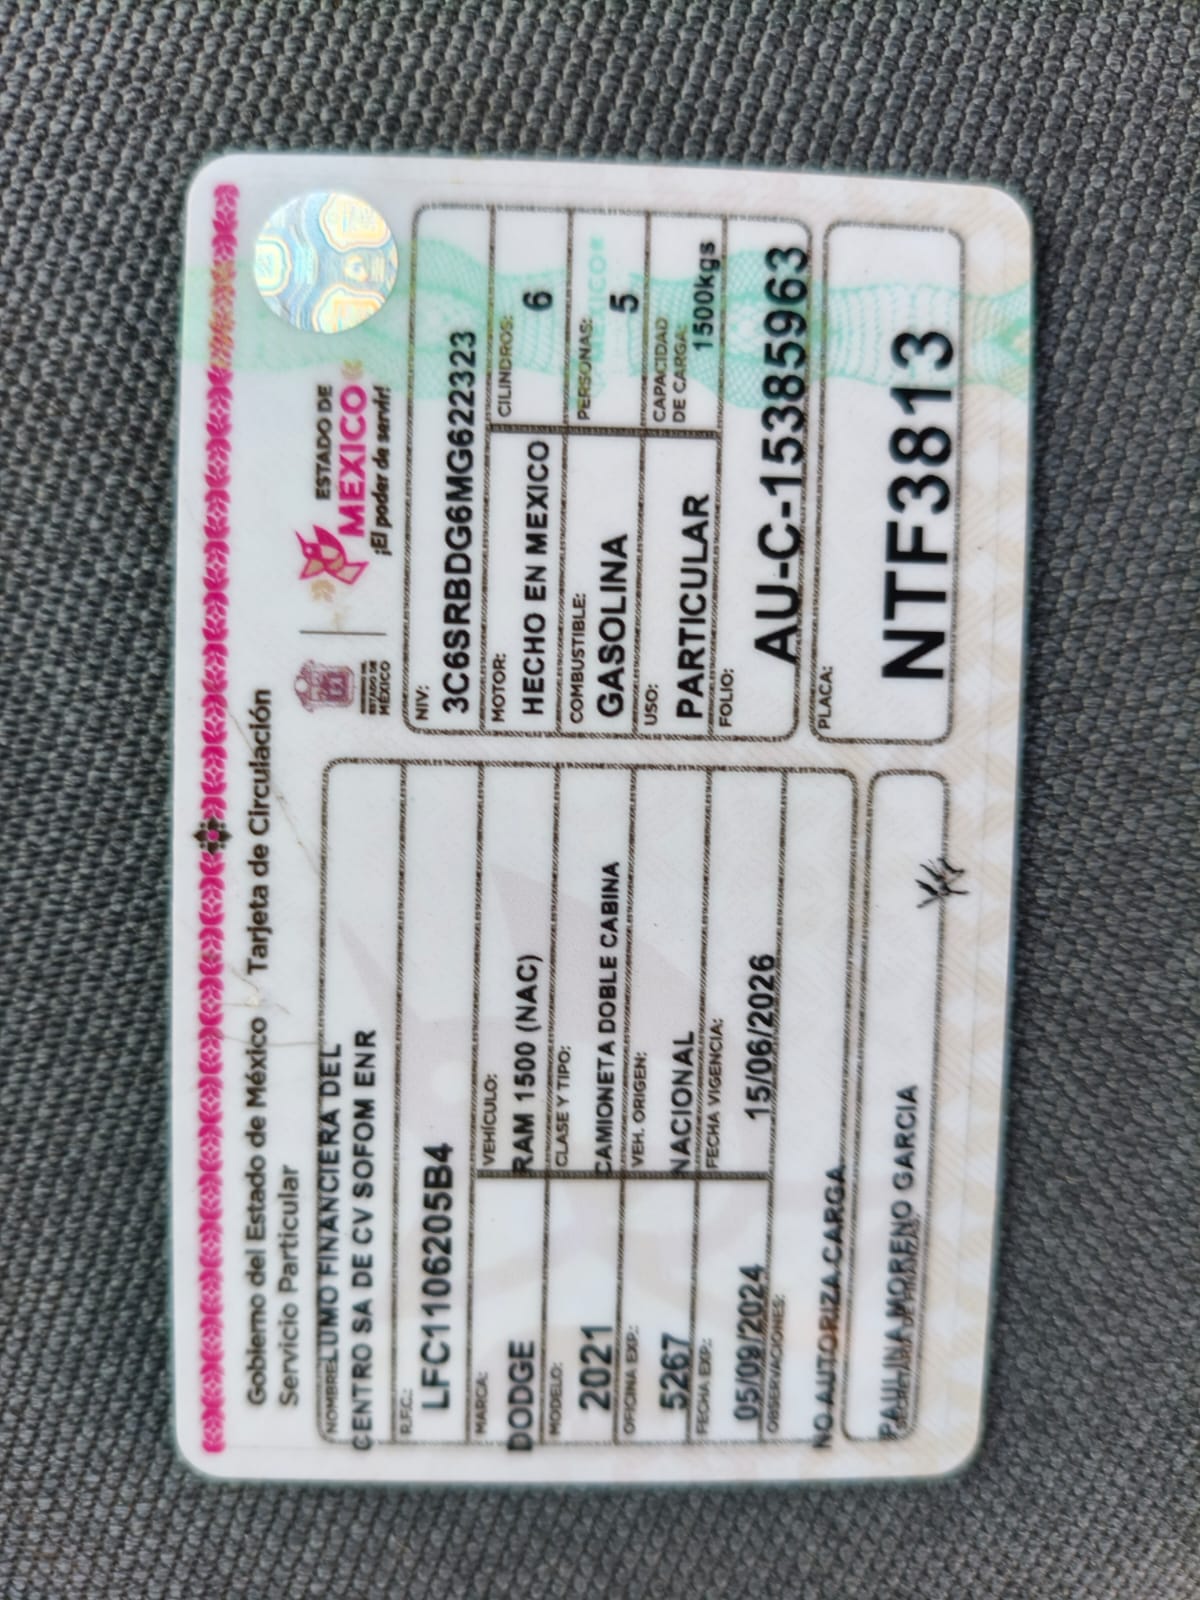 Gobierno del Estado de México Tarjeta de Circulación
Servicio Particular
ESTADO DE
MÉXICO
ESTADO DE
MÉXICO
¡El poder de servir!
NOMBRE: LUMO FINANCIERA DEL
CENTRO SA DE CV SOFOM ENR
R.F.C.:
LFC1106205B4
MARCA:
DODGE
VEHÍCULO:
RAM 1500 (NAC)
MODELO:
2021
CLASE Y TIPO:
CAMIONETA DOBLE CABINA
OFICINA EXP.:
5267
VEH. ORIGEN:
NACIONAL
FECHA EXP.:
05/09/2024
FECHA VIGENCIA:
15/06/2026
OBSERVACIONES:
NO AUTORIZA CARGA
PAULINA MORENO GARCIA
NIV:
3C6SRBDG6MG622323
MOTOR:
HECHO EN MEXICO
CILINDROS:
6
COMBUSTIBLE:
GASOLINA
PERSONAS:
5
USO:
PARTICULAR
CAPACIDAD
DE CARGA:
1500kgs
FOLIO:
AU-C-15385963
PLACA:
NTF3813